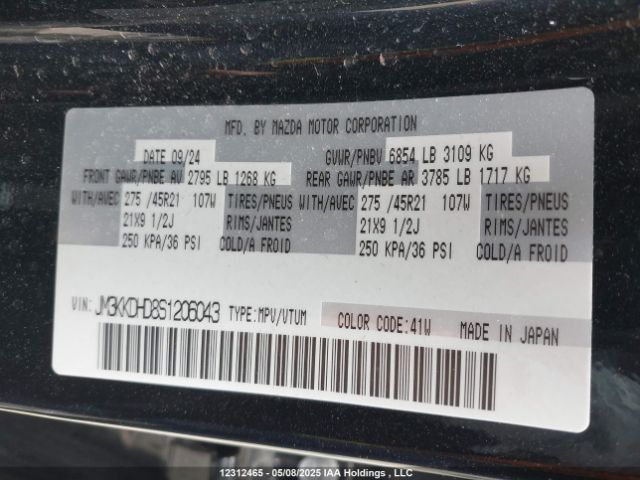 MFD. BY MAZDA MOTOR CORPORATION
DATE 09/24 GVWR/PNBV 6854 LB 3109 KG
FRONT GAWR/PNBE AV 2795 LB 1268 KG REAR GAWR/PNBE AR 3785 LB 1717 KG
WITH/AVEC 275 /45R21 107W TIRES/PNEUS WITH/AVEC 275 /45R21 107W TIRES/PNEUS
21X9 1/2J RIMS/JANTES 21X9 1/2J RIMS/JANTES
250 KPA/36 PSI COLD/A FROID 250 KPA/36 PSI COLD/A FROID
VIN: JM3KKDHD8S1206043 TYPE:MPV/VTUM COLOR CODE:41W MADE IN JAPAN
12312465 - 05/08/2025 IAA Holdings , LLC